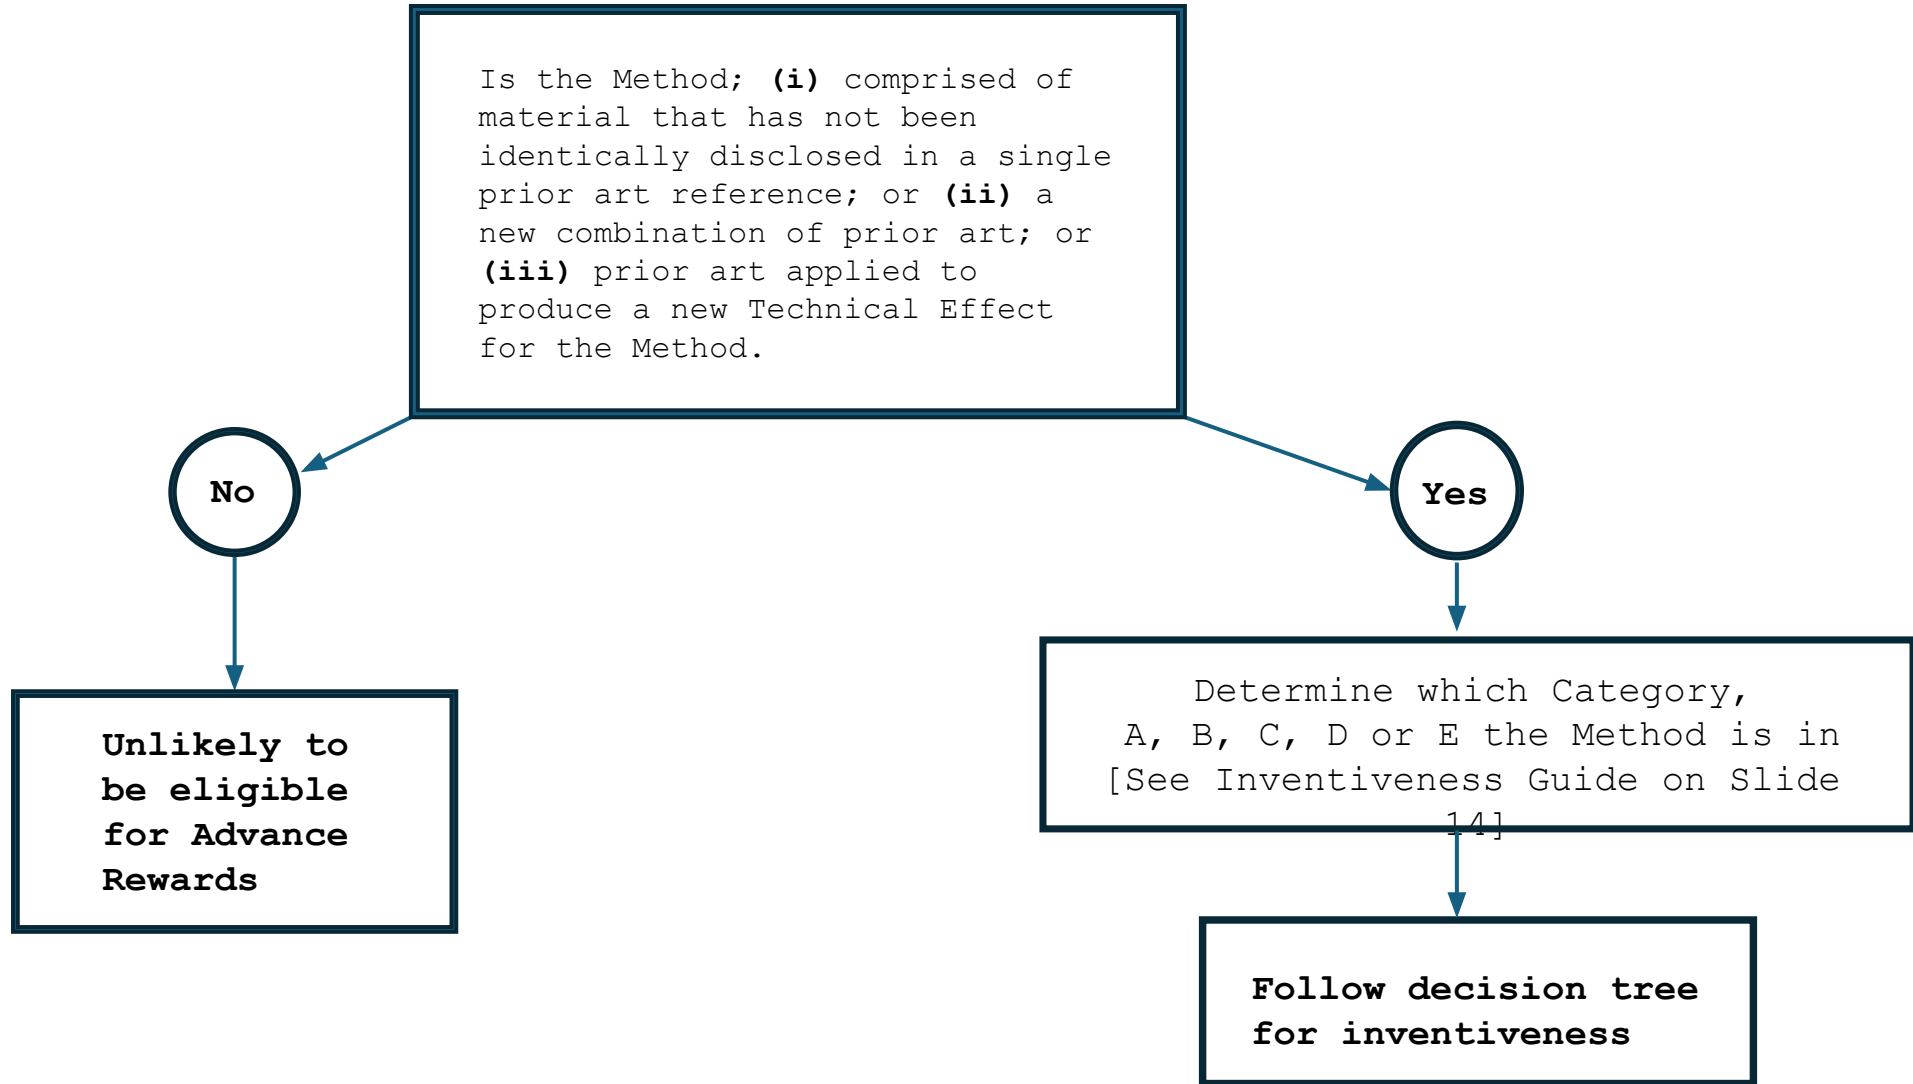 Is the Method; (i) comprised of
material that has not been
identically disclosed in a single
prior art reference; or (ii) a
new combination of prior art; or
(iii) prior art applied to
produce a new Technical Effect
for the Method.
No
Yes
Unlikely to
be eligible
for Advance
Rewards
Determine which Category,
A, B, C, D or E the Method is in
[See Inventiveness Guide on Slide
14]
Follow decision tree
for inventiveness